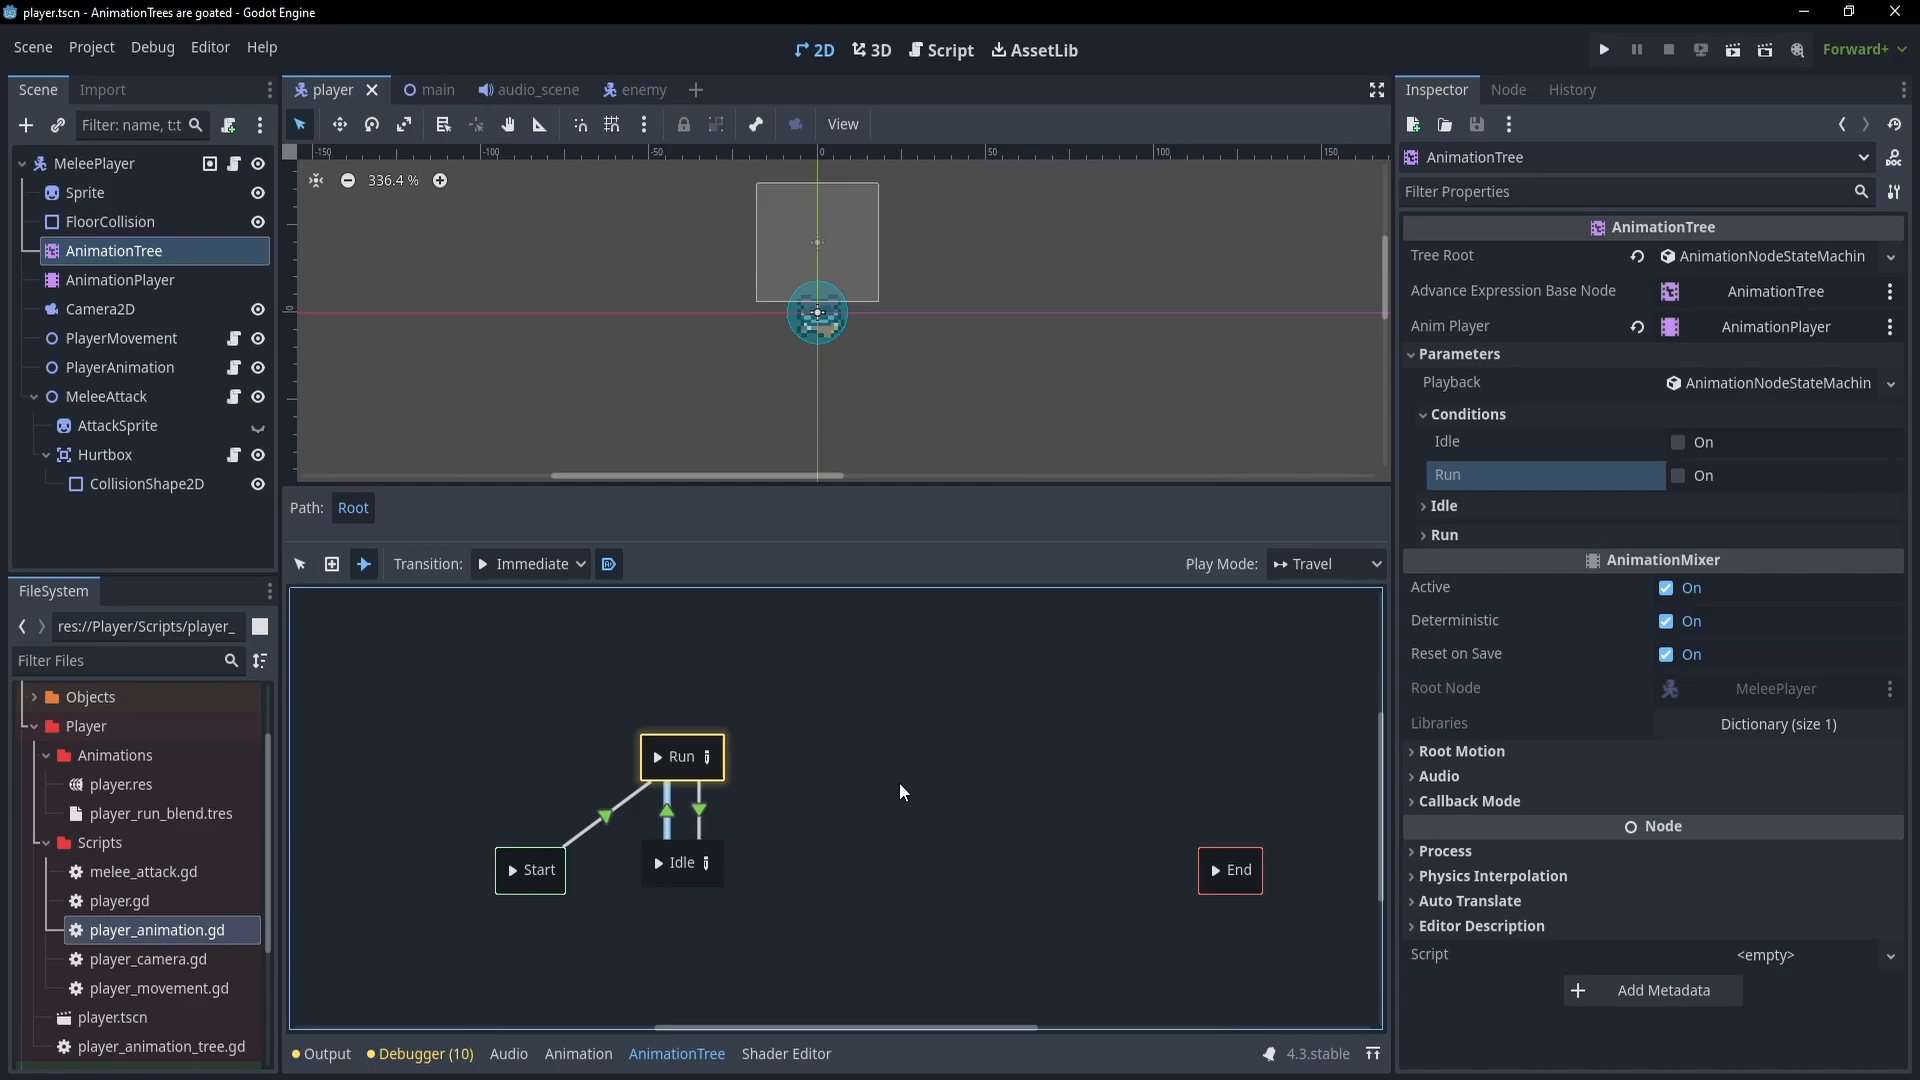 player.tscn - AnimationTrees are goated - Godot Engine
Scene Project Debug Editor Help
2D 3D Script AssetLib
Forward+
Scene Import
Filter: name, t:t
MeleePlayer
Sprite
FloorCollision
AnimationTree
AnimationPlayer
Camera2D
PlayerMovement
PlayerAnimation
MeleeAttack
AttackSprite
Hurtbox
CollisionShape2D
FileSystem
res://Player/Scripts/player_
Filter Files
Objects
Player
Animations
player.res
player_run_blend.tres
Scripts
melee_attack.gd
player.gd
player_animation.gd
player_camera.gd
player_movement.gd
player.tscn
player_animation_tree.gd
player main audio_scene enemy
View
-150 -100 -50 0 50 100 150
0
336.4 %
Path: Root
Transition: Immediate
Play Mode: Travel
Run
Start
Idle
End
Output Debugger (10) Audio Animation AnimationTree Shader Editor
4.3.stable
Inspector Node History
AnimationTree
Filter Properties
AnimationTree
Tree Root AnimationNodeStateMachin
Advance Expression Base Node AnimationTree
Anim Player AnimationPlayer
Parameters
Playback AnimationNodeStateMachin
Conditions
Idle On
Run On
Idle
Run
AnimationMixer
Active On
Deterministic On
Reset on Save On
Root Node MeleePlayer
Libraries Dictionary (size 1)
Root Motion
Audio
Callback Mode
Node
Process
Physics Interpolation
Auto Translate
Editor Description
Script <empty>
Add Metadata